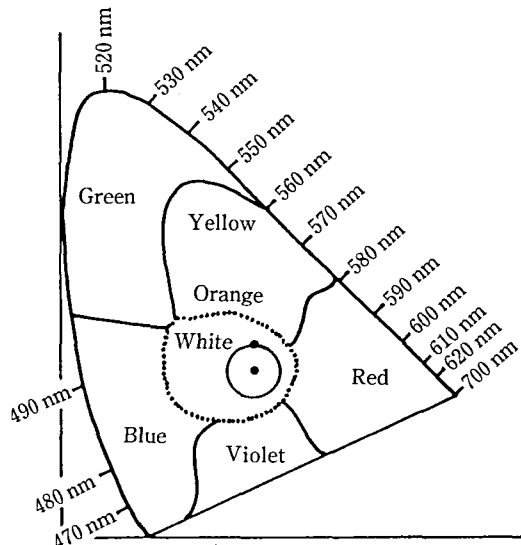 520 nm
530 nm
540 nm
550 nm
560 nm
570 nm
580 nm
590 nm
600 nm
610 nm
620 nm
700 nm
Green
Yellow
Orange
White
Red
Blue
Violet
490 nm
480 nm
470 nm